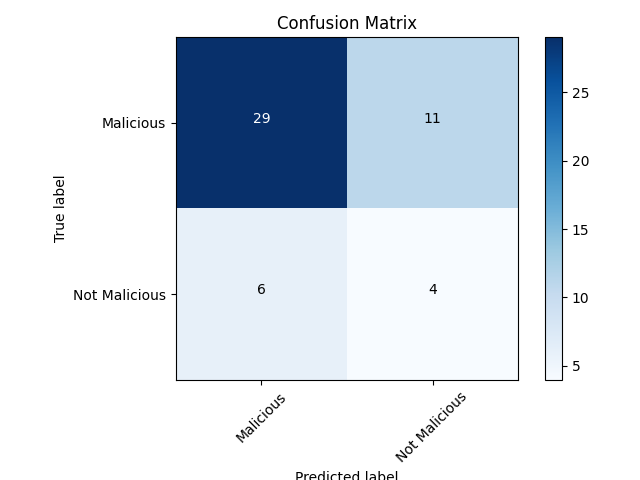 Confusion Matrix
Malicious
Not Malicious
True label
29
11
6
4
Malicious
Not Malicious
Predicted label
25
20
15
10
5